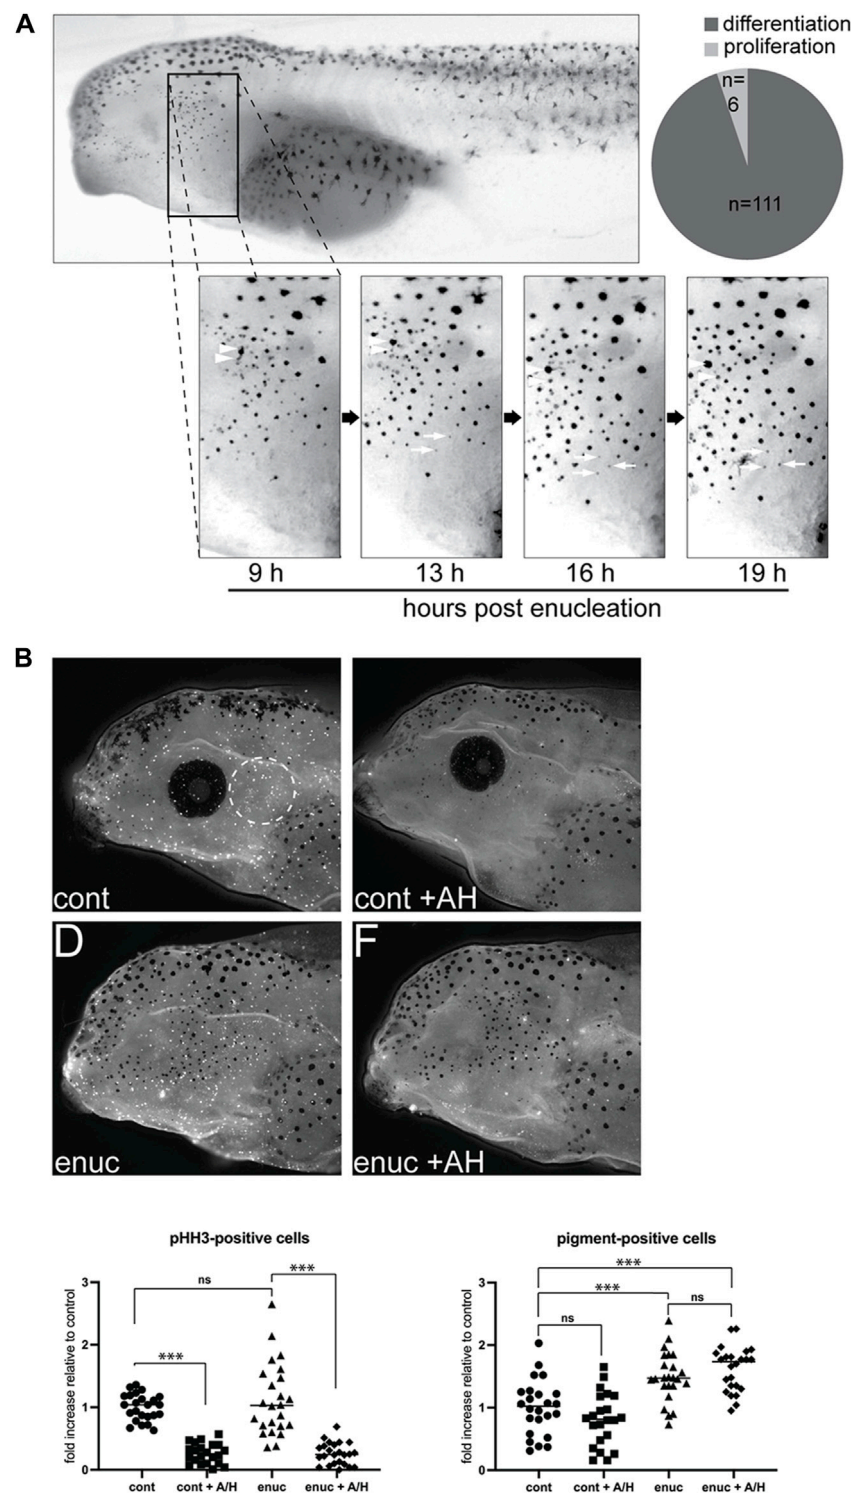 A
differentiation
proliferation
n=
6
n=111
9 h
13 h
16 h
19 h
hours post enucleation
B
cont
cont +AH
D
F
enuc
enuc +AH
pHH3-positive cells
fold increase relative to control
3
2
1
0
ns
***
***
cont
cont + A/H
enuc
enuc + A/H
pigment-positive cells
fold increase relative to control
3
2
1
0
***
***
ns
ns
cont
cont + A/H
enuc
enuc + A/H